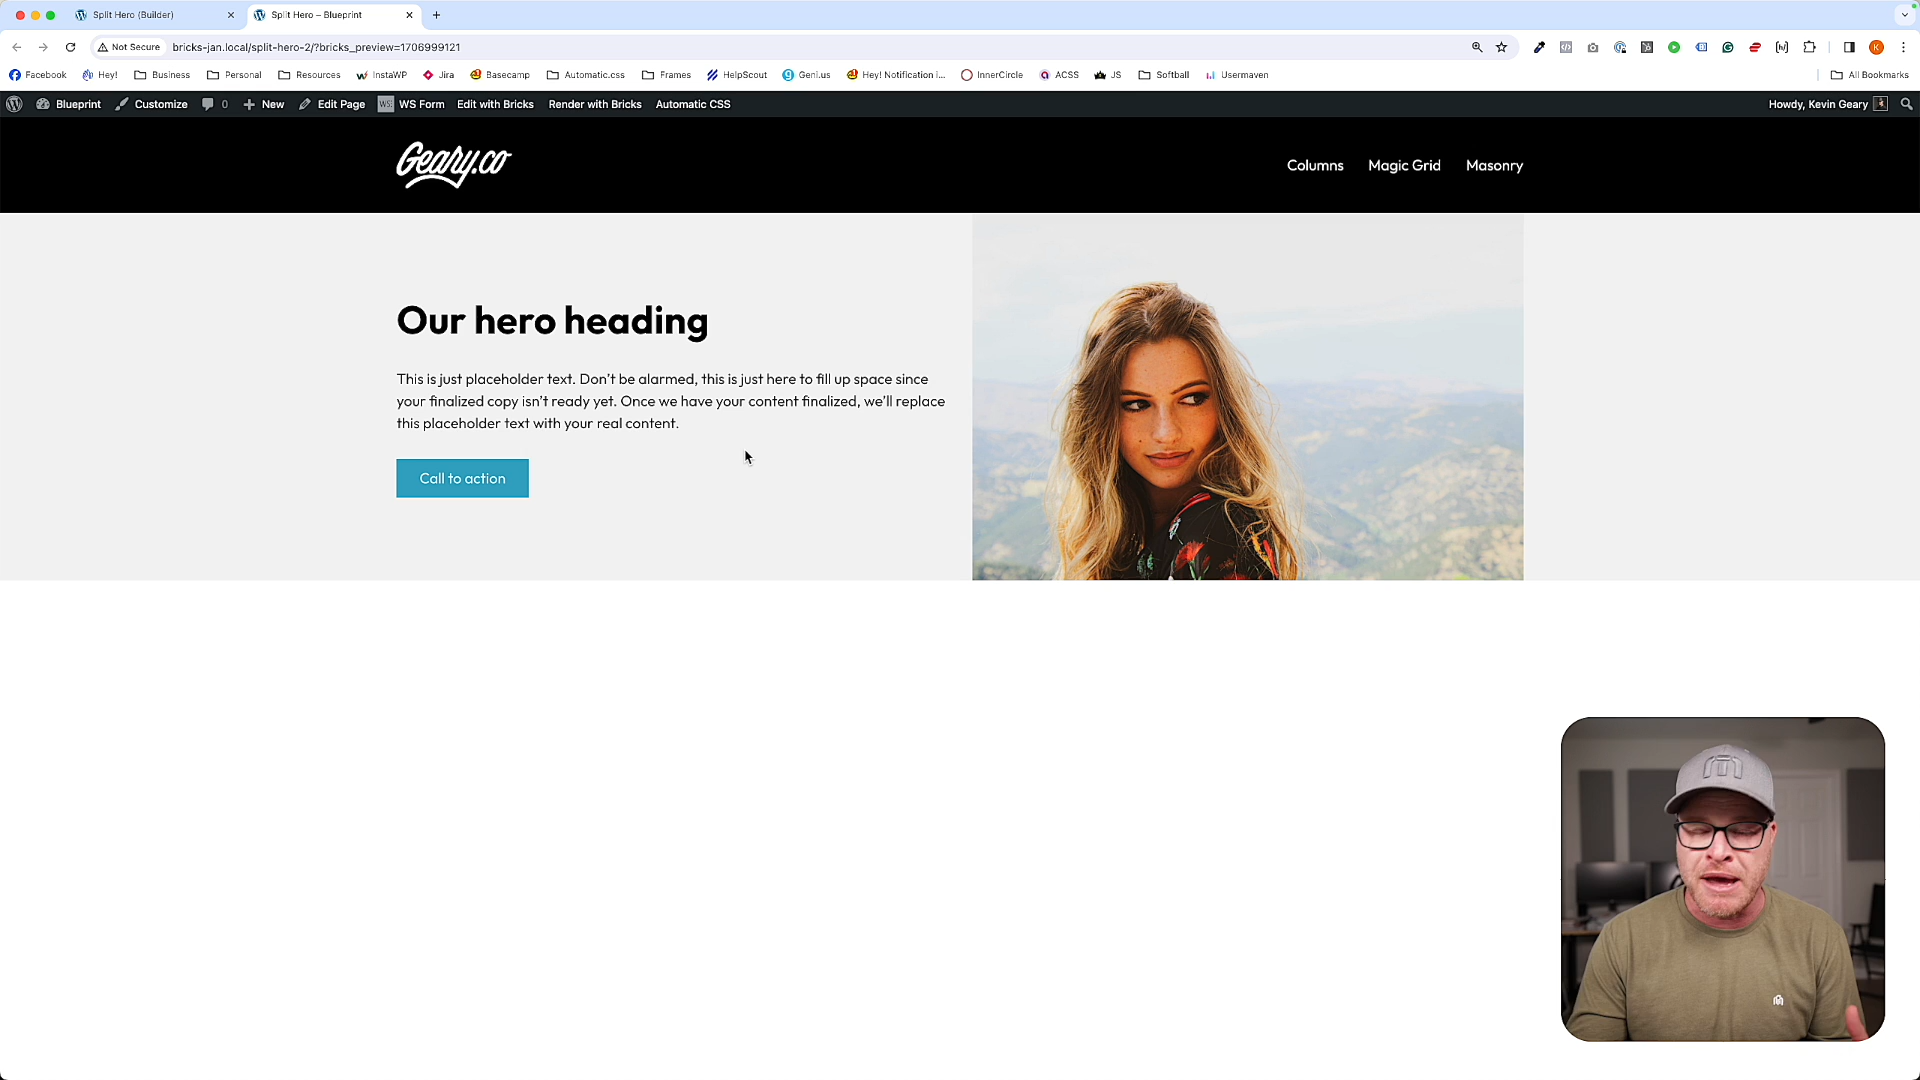 Split Hero (Builder)
Split Hero – Blueprint
Not Secure
bricks-jan.local/split-hero-2/?bricks_preview=1706999121
Facebook
Hey!
Business
Personal
Resources
InstaWP
Jira
Basecamp
Automatic.css
Frames
HelpScout
Geni.us
Hey! Notification i...
InnerCircle
ACSS
JS
Softball
Usermaven
All Bookmarks
Blueprint
Customize
0
New
Edit Page
WS Form
Edit with Bricks
Render with Bricks
Automatic CSS
Howdy, Kevin Geary
Geary.co
Columns
Magic Grid
Masonry
Our hero heading
This is just placeholder text. Don’t be alarmed, this is just here to fill up space since
your finalized copy isn’t ready yet. Once we have your content finalized, we’ll replace
this placeholder text with your real content.
Call to action